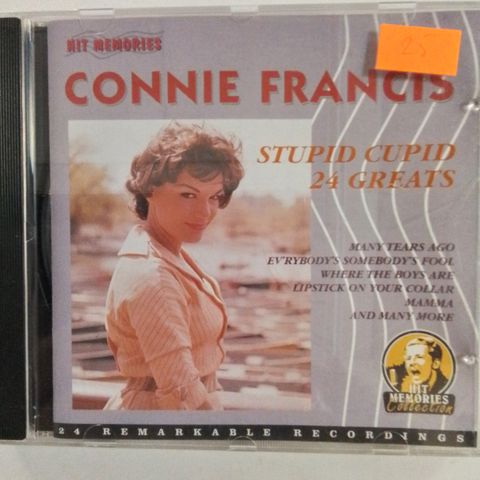 HIT MEMORIES
25
CONNIE FRANCIS
STUPID CUPID
24 GREATS
MANY TEARS AGO
EV'RYBODY'S SOMEBODY'S FOOL
WHERE THE BOYS ARE
LIPSTICK ON YOUR COLLAR
MAMMA
AND MANY MORE
HIT
MEMORIES
Collection
24 REMARKABLE RECORDINGS